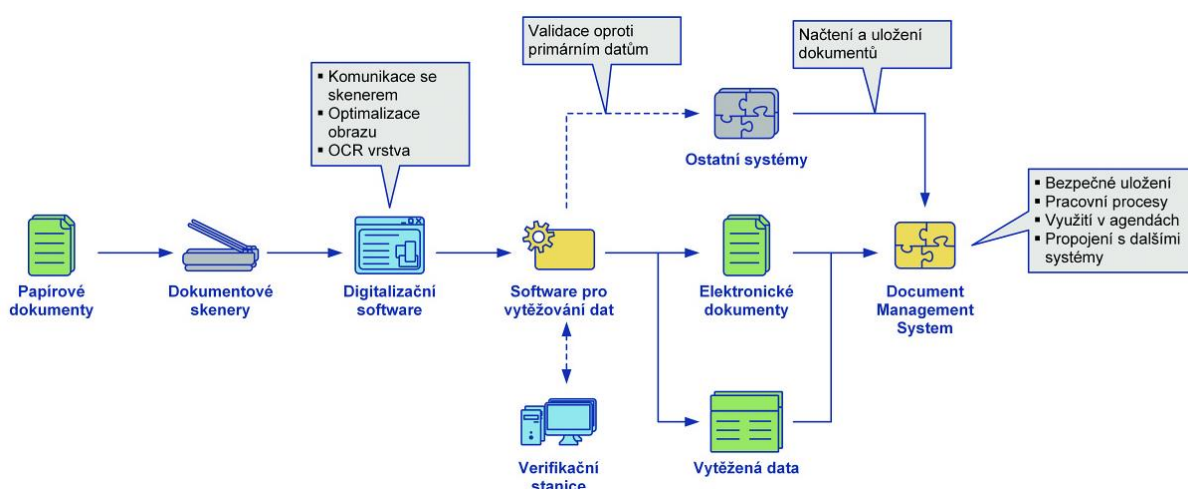 Validace oproti
primárním datům
Načtení a uložení
dokumentů
▪ Komunikace se
skenerem
▪ Optimalizace
obrazu
▪ OCR vrstva
Ostatní systémy
▪ Bezpečné uložení
▪ Pracovní procesy
▪ Využití v agendách
▪ Propojení s dalšími
systémy
Papírové
dokumenty
Dokumentové
skenery
Digitalizační
software
Software pro
vytěžování dat
Elektronické
dokumenty
Document
Management
System
Verifikační
stanice
Vytěžená data